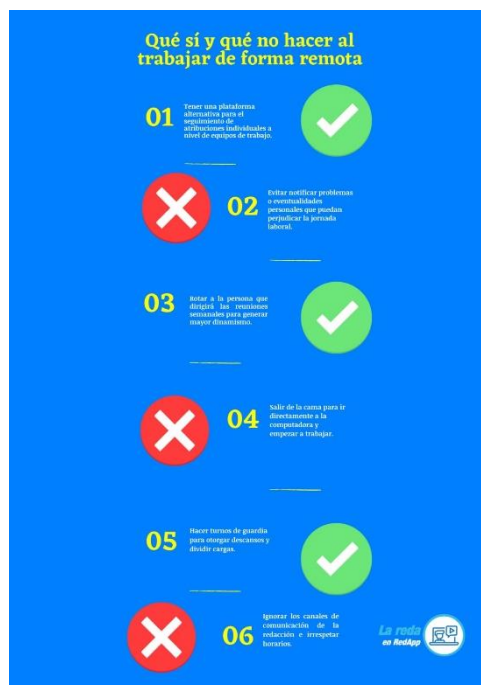 Qué sí y qué no hacer al
trabajar de forma remota
01
Tener una plataforma
alternativa para el
seguimiento de
atribuciones individuales a
nivel de equipos de trabajo.
02
Evitar notificar problemas
o eventualidades
personales que puedan
perjudicar la jornada
laboral.
03
Rotar a la persona que
dirigirá las reuniones
semanales para generar
mayor dinamismo.
04
Salir de la cama para ir
directamente a la
computadora y
empezar a trabajar.
05
Hacer turnos de guardia
para otorgar descansos y
dividir cargas.
06
Ignorar los canales de
comunicación de la
redacción e irrespetar
horarios.
La reda
en RedApp